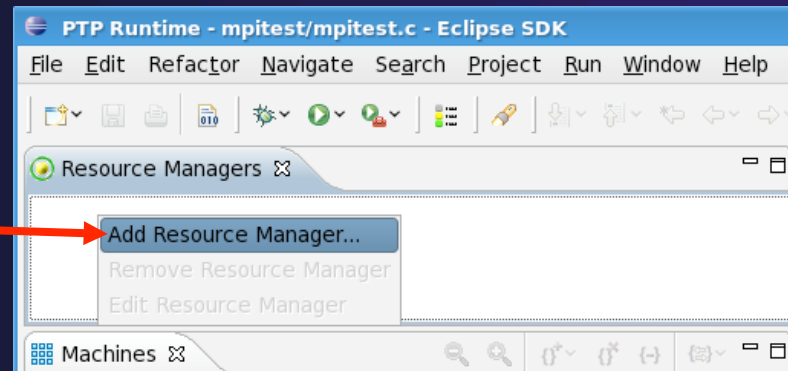 PTP Runtime - mpitest/mpitest.c - Eclipse SDK
File Edit Refactor Navigate Search Project Run Window Help
010
Resource Managers
Add Resource Manager...
Remove Resource Manager
Edit Resource Manager
Machines